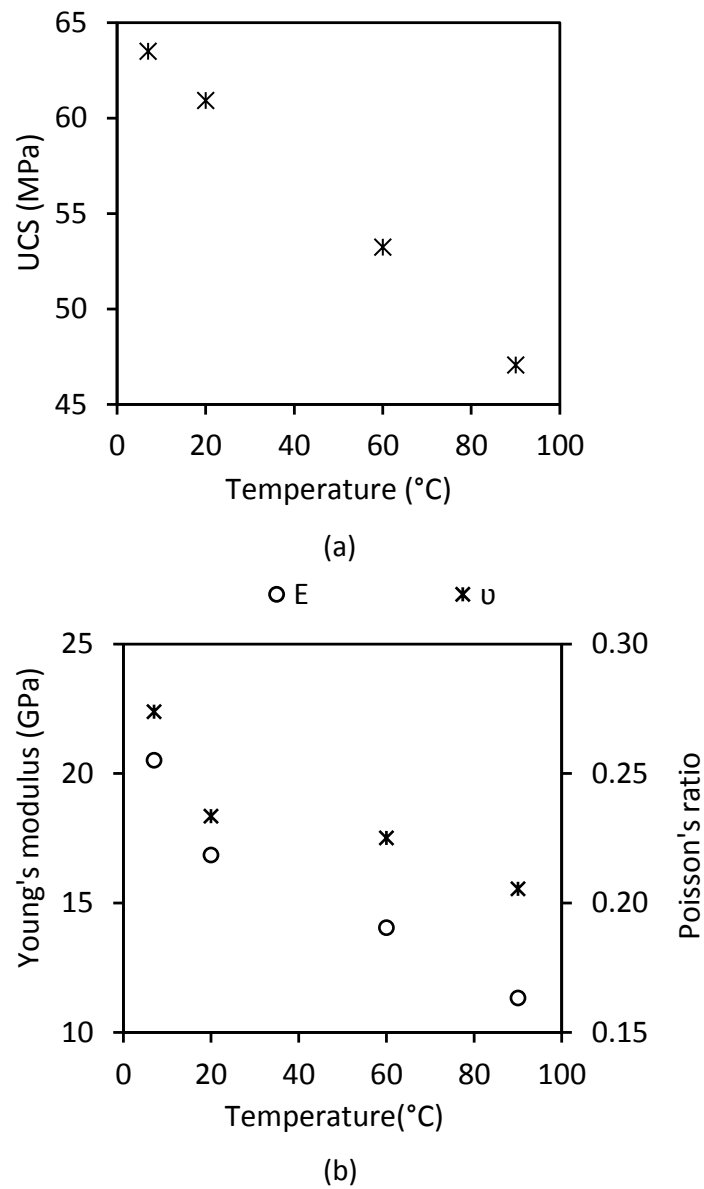 65
60
55
50
45
UCS (MPa)
0 20 40 60 80 100
Temperature (°C)
(a)
E υ
25 0.30
20 0.25
15 0.20
10 0.15
Young's modulus (GPa)
Poisson's ratio
0 20 40 60 80 100
Temperature(°C)
(b)